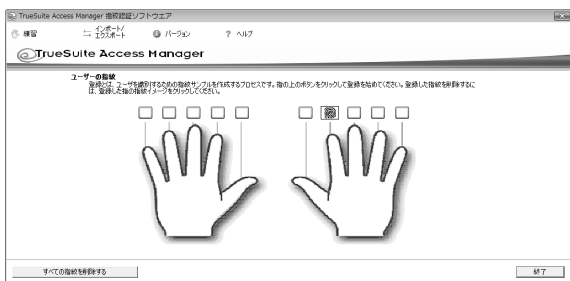 TrueSuite Access Manager 指紋認証ソフトウエア
練習
インポート/
エクスポート
バージョン
? ヘルプ
TrueSuite Access Manager
ユーザーの指紋
登録とは、ユーザを識別するための指紋サンプルを作成するプロセスです。指の上のボタンをクリックして登録を始めてください。登録した指紋を削除するに
は、登録した指の指紋イメージをクリックしてください。
すべての指紋を削除する
終了